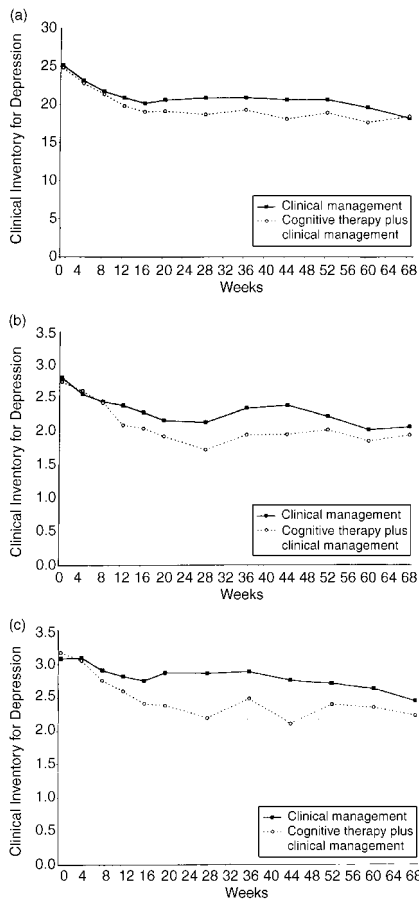 (a)
Clinical Inventory for Depression
30
25
20
15
10
5
0
Clinical management
Cognitive therapy plus
clinical management
0 4 8 12 16 20 24 28 32 36 40 44 48 52 56 60 64 68
Weeks
(b)
Clinical Inventory for Depression
3.5
3.0
2.5
2.0
1.5
1.0
0.0
Clinical management
Cognitive therapy plus
clinical management
0 4 8 12 16 20 24 28 32 36 40 44 48 52 56 60 64 68
Weeks
(c)
Clinical Inventory for Depression
3.5
3.0
2.5
2.0
1.5
1.0
0.0
Clinical management
Cognitive therapy plus
clinical management
0 4 8 12 16 20 24 28 32 36 40 44 48 52 56 60 64 68
Weeks